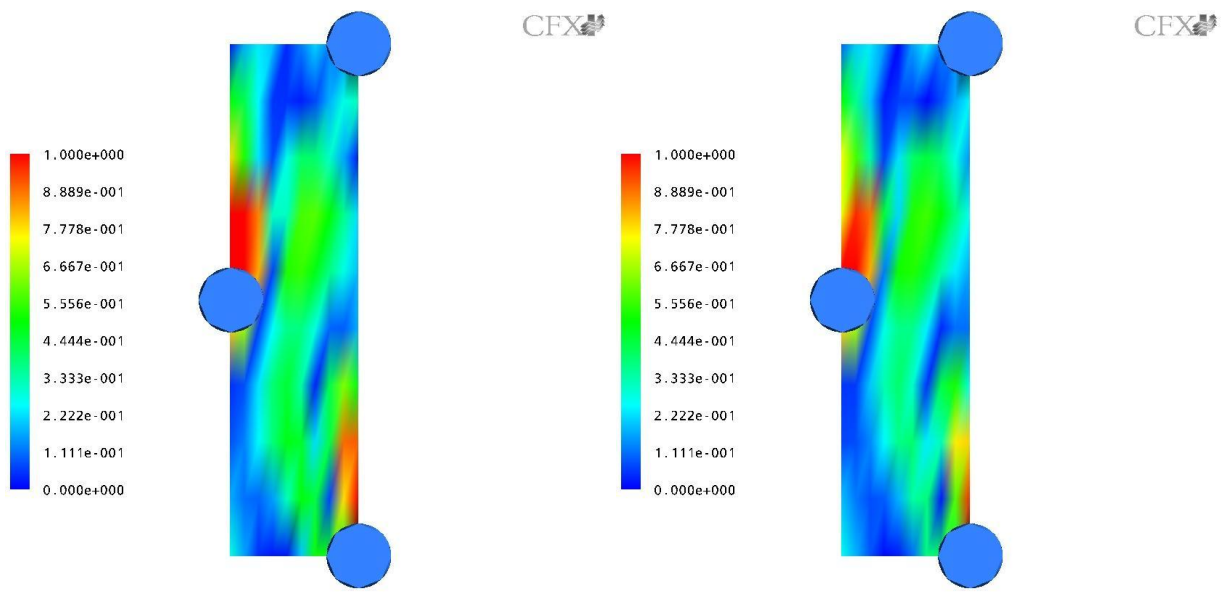 CFX
1.000e+000
8.889e-001
7.778e-001
6.667e-001
5.556e-001
4.444e-001
3.333e-001
2.222e-001
1.111e-001
0.000e+000
CFX
1.000e+000
8.889e-001
7.778e-001
6.667e-001
5.556e-001
4.444e-001
3.333e-001
2.222e-001
1.111e-001
0.000e+000